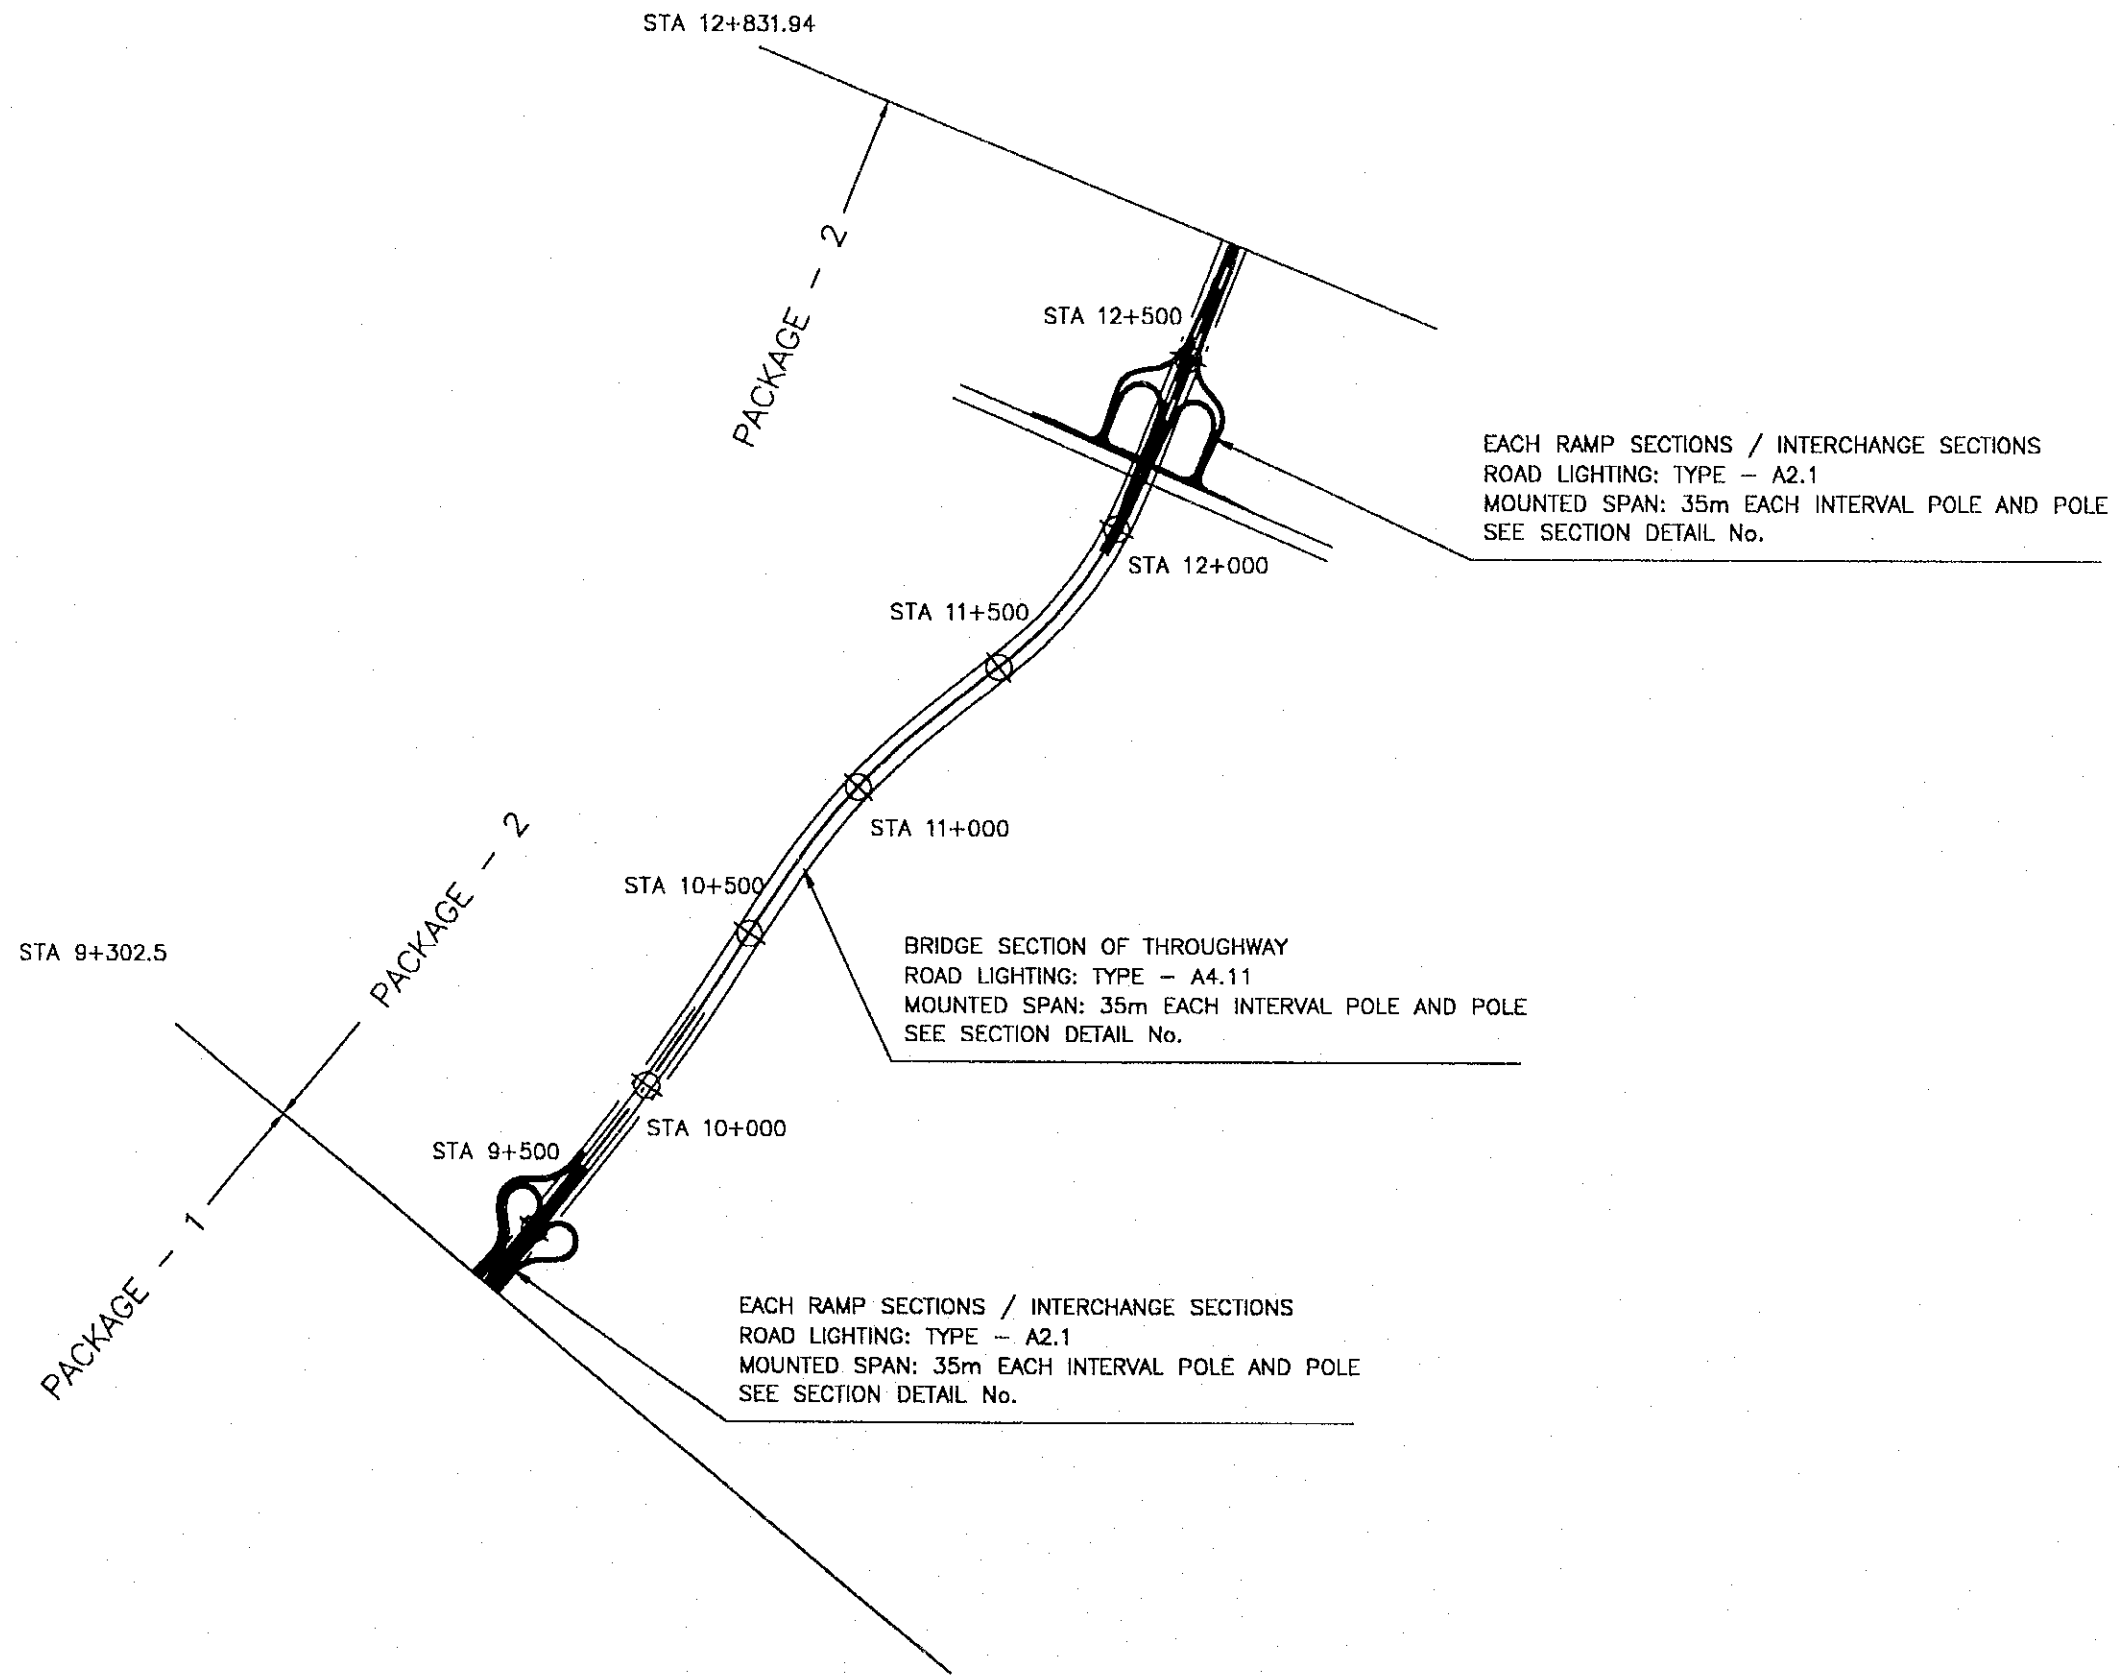 STA 12+831.94
PACKAGE - 2
STA 12+500
EACH RAMP SECTIONS / INTERCHANGE SECTIONS
ROAD LIGHTING: TYPE - A2.1
MOUNTED SPAN: 35m EACH INTERVAL POLE AND POLE
SEE SECTION DETAIL No.
STA 12+000
STA 11+500
STA 11+000
STA 10+500
PACKAGE - 2
STA 9+302.5
BRIDGE SECTION OF THROUGHWAY
ROAD LIGHTING: TYPE - A4.11
MOUNTED SPAN: 35m EACH INTERVAL POLE AND POLE
SEE SECTION DETAIL No.
STA 10+000
STA 9+500
PACKAGE - 1
EACH RAMP SECTIONS / INTERCHANGE SECTIONS
ROAD LIGHTING: TYPE - A2.1
MOUNTED SPAN: 35m EACH INTERVAL POLE AND POLE
SEE SECTION DETAIL No.